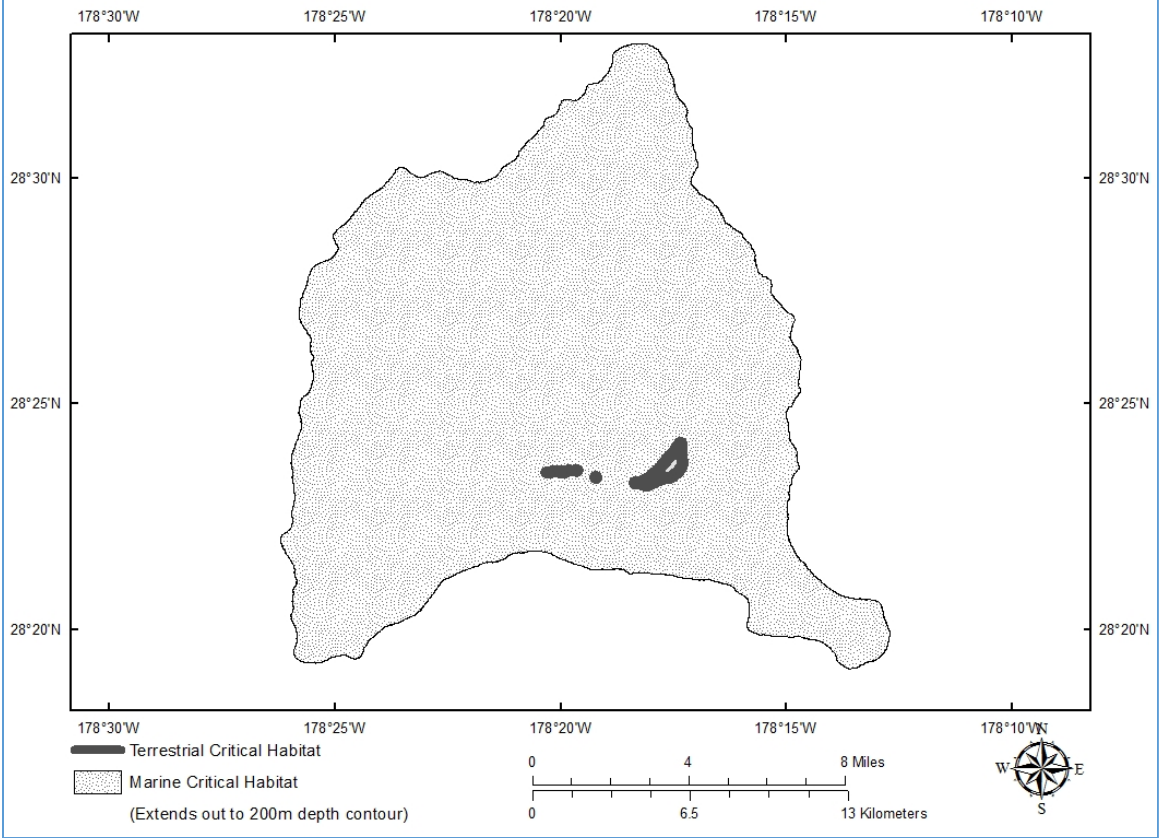 178°30'W 178°25'W 178°20'W 178°15'W 178°10'W
28°30'N 28°30'N
28°25'N 28°25'N
28°20'N 28°20'N
178°30'W 178°25'W 178°20'W 178°15'W 178°10'W
Terrestrial Critical Habitat
Marine Critical Habitat
(Extends out to 200m depth contour)
0 4 8 Miles
0 6.5 13 Kilometers
N
W E
S